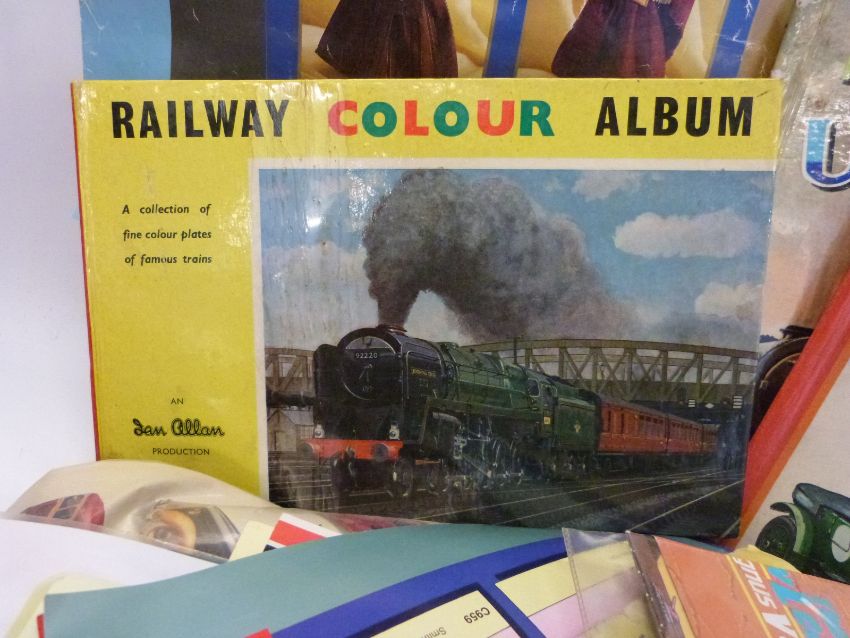 RAILWAY COLOUR ALBUM
A collection of
fine colour plates
of famous trains
92220
AN
Ian Allan
PRODUCTION
U
C959